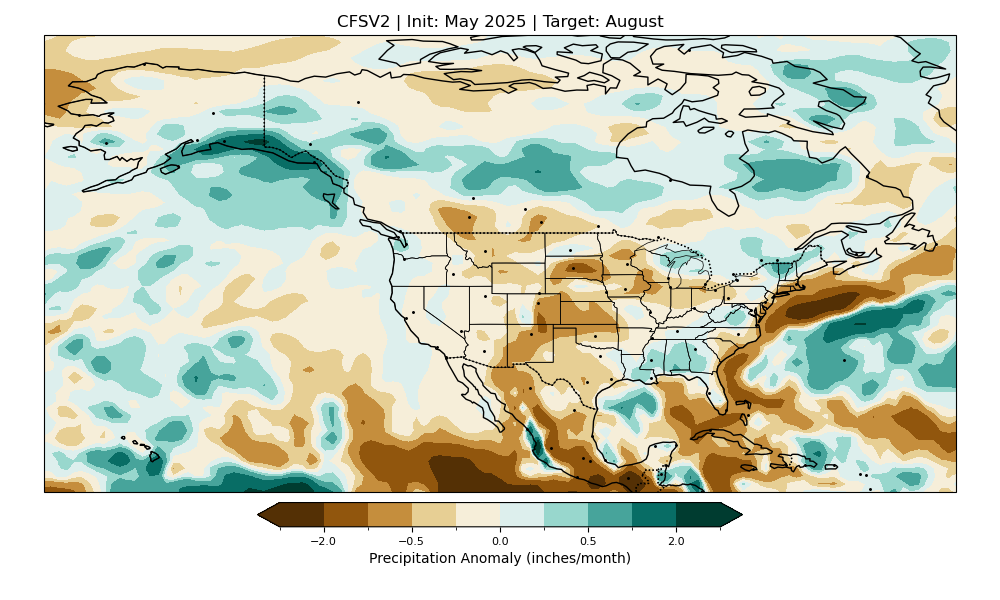 CFSV2 | Init: May 2025 | Target: August
−2.0 −0.5 0.0 0.5 2.0
Precipitation Anomaly (inches/month)